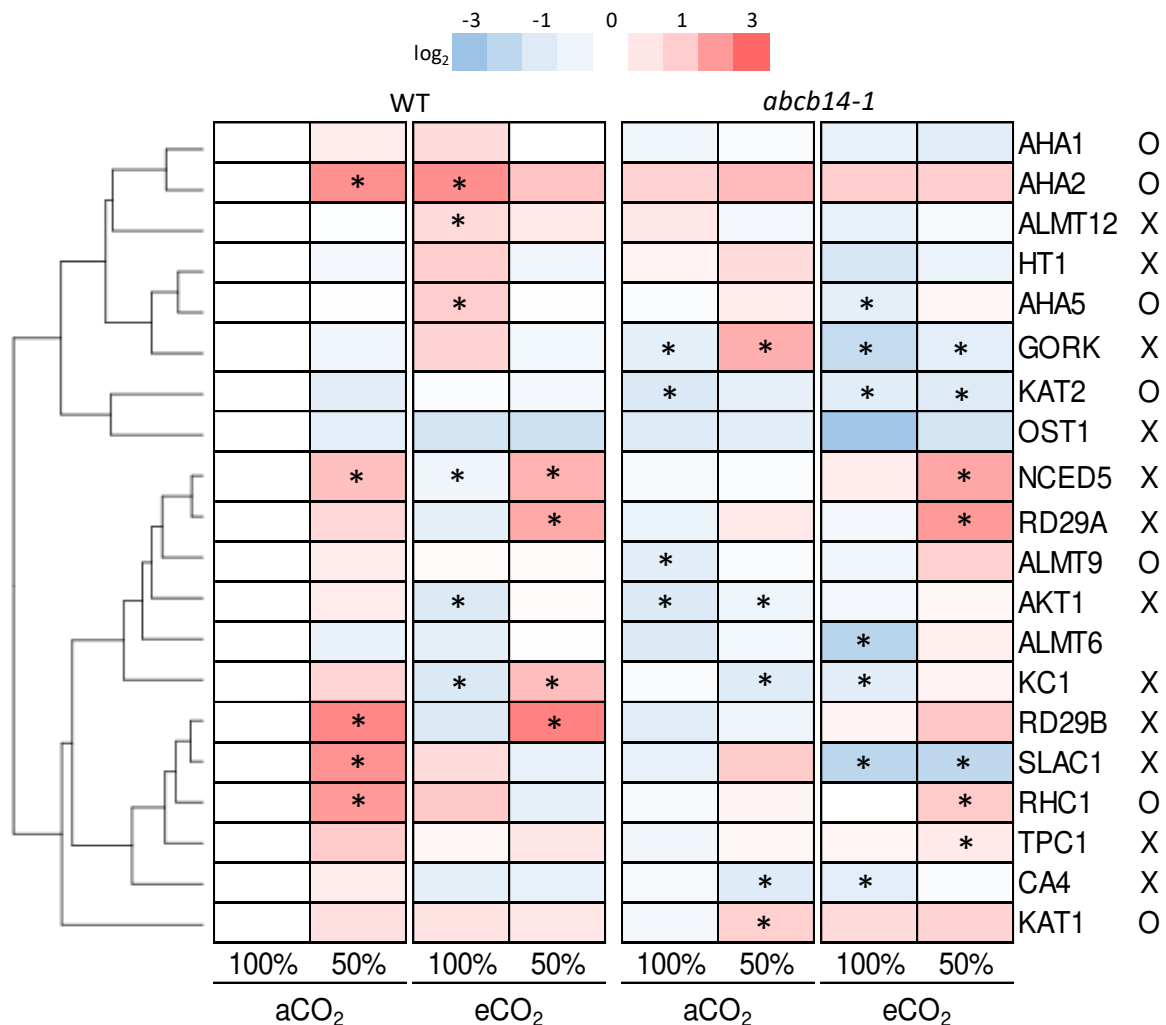 -3 -1 0 1 3
log₂
WT abcb14-1
AHA1 O
* * AHA2 O
* ALMT12 X
HT1 X
* * AHA5 O
* * * * GORK X
* * * KAT2 O
OST1 X
* * * * NCED5 X
* * RD29A X
* ALMT9 O
* * * AKT1 X
* ALMT6
* * * * KC1 X
* * RD29B X
* * * SLAC1 X
* * RHC1 O
* TPC1 X
* * CA4 X
* KAT1 O
100% 50% 100% 50% 100% 50% 100% 50%
aCO₂ eCO₂ aCO₂ eCO₂